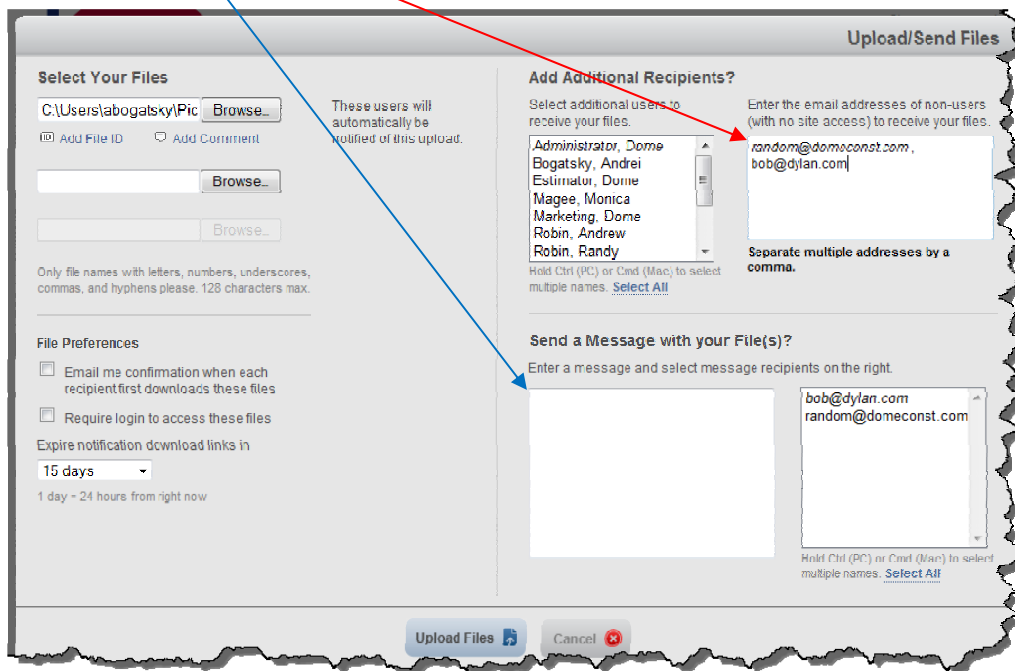 Upload/Send Files
Select Your Files
C:\Users\abogatsky\Pic Browse...
Add File ID Add Comment
These users will
automatically be
notified of this upload.
Browse...
Browse...
Only file names with letters, numbers, underscores,
commas, and hyphens please. 128 characters max.
File Preferences
Email me confirmation when each
recipient first downloads these files
Require login to access these files
Expire notification download links in
15 days
1 day = 24 hours from right now
Add Additional Recipients?
Select additional users to
receive your files.
Administrator, Dome
Bogatsky, Andrei
Estimator, Dome
Magee, Monica
Marketing, Dome
Robin, Andrew
Robin, Randy
Hold Ctrl (PC) or Cmd (Mac) to select
multiple names. Select All
Enter the email addresses of non-users
(with no site access) to receive your files.
random@domeconst.com ,
bob@dylan.com
Separate multiple addresses by a
comma.
Send a Message with your File(s)?
Enter a message and select message recipients on the right.
bob@dylan.com
random@domeconst.com
Hold Ctrl (PC) or Cmd (Mac) to select
multiple names. Select All
Upload Files
Cancel